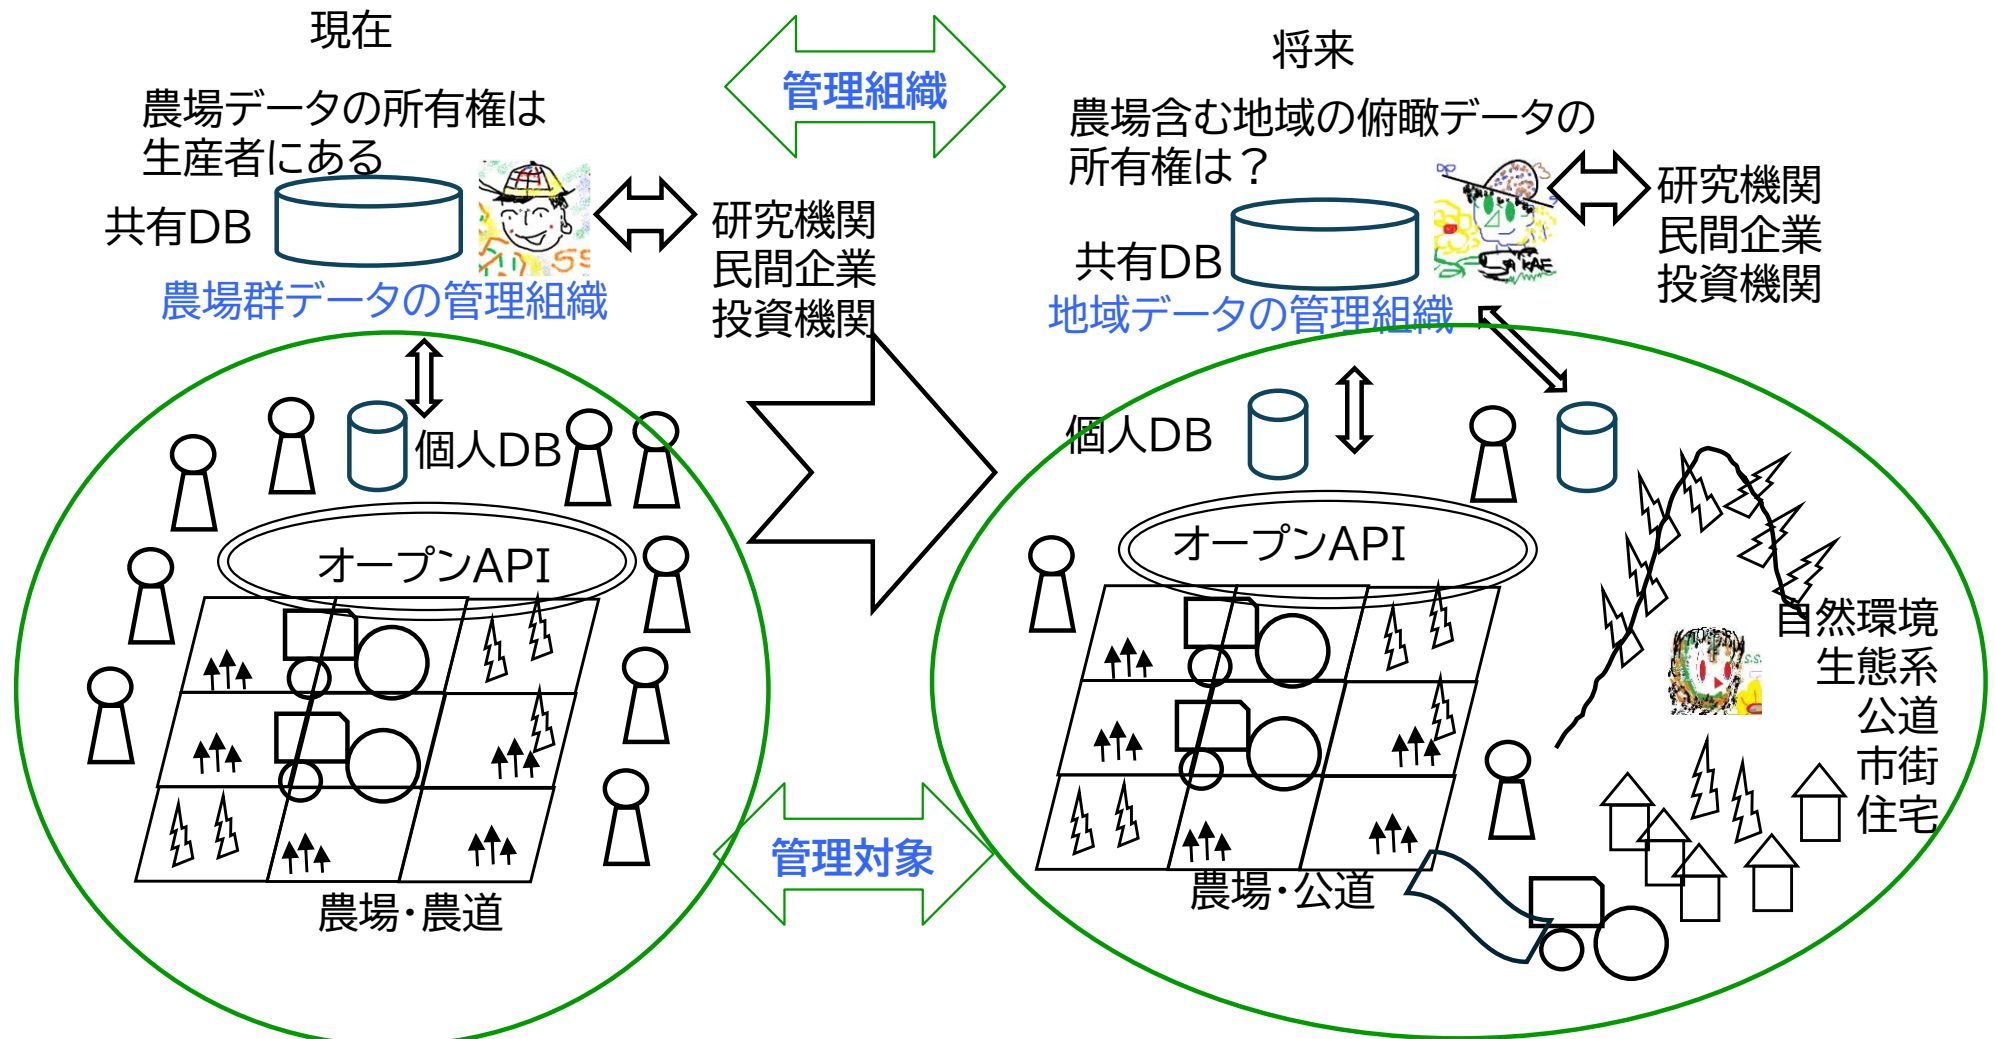 現在
農場データの所有権は
生産者にある
共有DB
農場群データの管理組織
研究機関
民間企業
投資機関
個人DB
オープンAPI
農場・農道
管理組織
管理対象
将来
農場含む地域の俯瞰データの
所有権は？
共有DB
地域データの管理組織
研究機関
民間企業
投資機関
個人DB
オープンAPI
農場・公道
自然環境
生態系
公道
市街
住宅